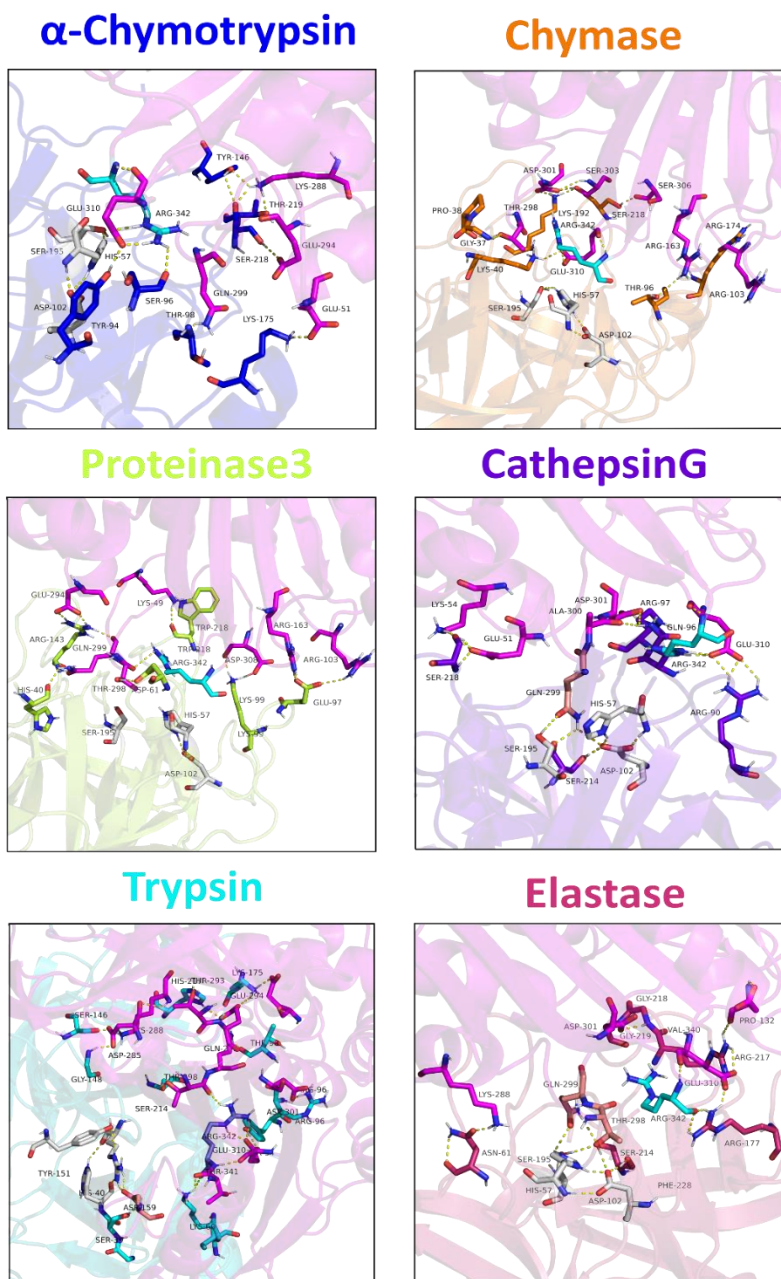 α-Chymotrypsin
Chymase
TYR-146
LYS-288
GLU-310
THR-219
ARG-342
SER-195
HIS-57
SER-218
GLU-294
ASP-102
SER-96
GLN-299
GLU-51
TYR-94
THR-98
LYS-175
ASP-301
SER-303
SER-306
PRO-38
THR-298
LYS-192
SER-218
ARG-174
GLY-37
ARG-342
ARG-163
LYS-40
GLU-310
THR-96
ARG-103
SER-195
HIS-57
ASP-102
Proteinase3
CathepsinG
GLU-294
LYS-49
TRP-218
ARG-143
ARG-163
GLN-299
TRP-218
ARG-103
ARG-342
ASP-308
HIS-40
THR-298
ASP-61
LYS-99
GLU-97
HIS-57
SER-195
ASP-102
LYS-54
ASP-301
ARG-97
ALA-300
GLN-96
GLU-51
GLU-310
SER-218
ARG-342
GLN-299
HIS-57
ARG-90
SER-195
ASP-102
SER-214
Trypsin
Elastase
THR-293
LYS-175
SER-146
GLU-294
ASP-285
GLY-148
SER-214
ARG-96
ARG-342
GLU-310
THR-341
TYR-151
HIS-40
GLY-218
PRO-132
ASP-301
GLY-219
VAL-340
ARG-217
GLN-299
GLU-310
LYS-288
ARG-342
THR-298
ASN-61
SER-195
SER-214
ARG-177
HIS-57
ASP-102
PHE-228